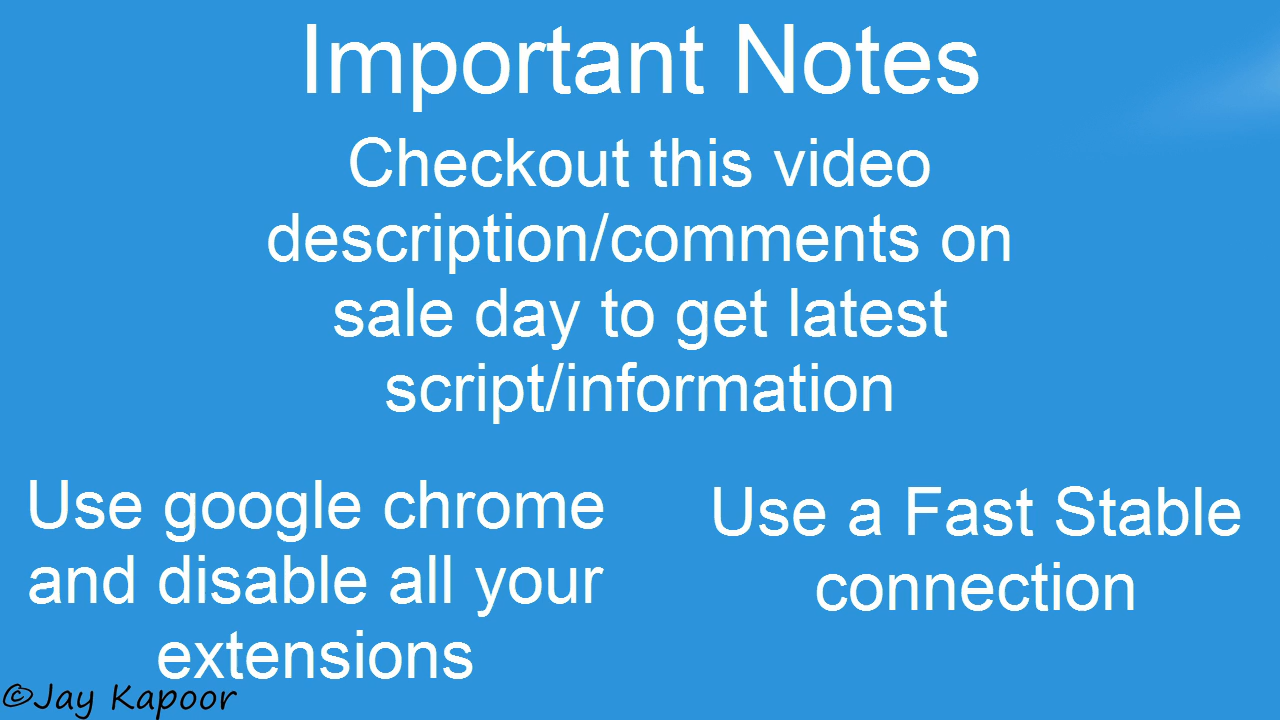 Important Notes
Checkout this video
description/comments on
sale day to get latest
script/information
Use google chrome
and disable all your
extensions
Use a Fast Stable
connection
©Jay Kapoor